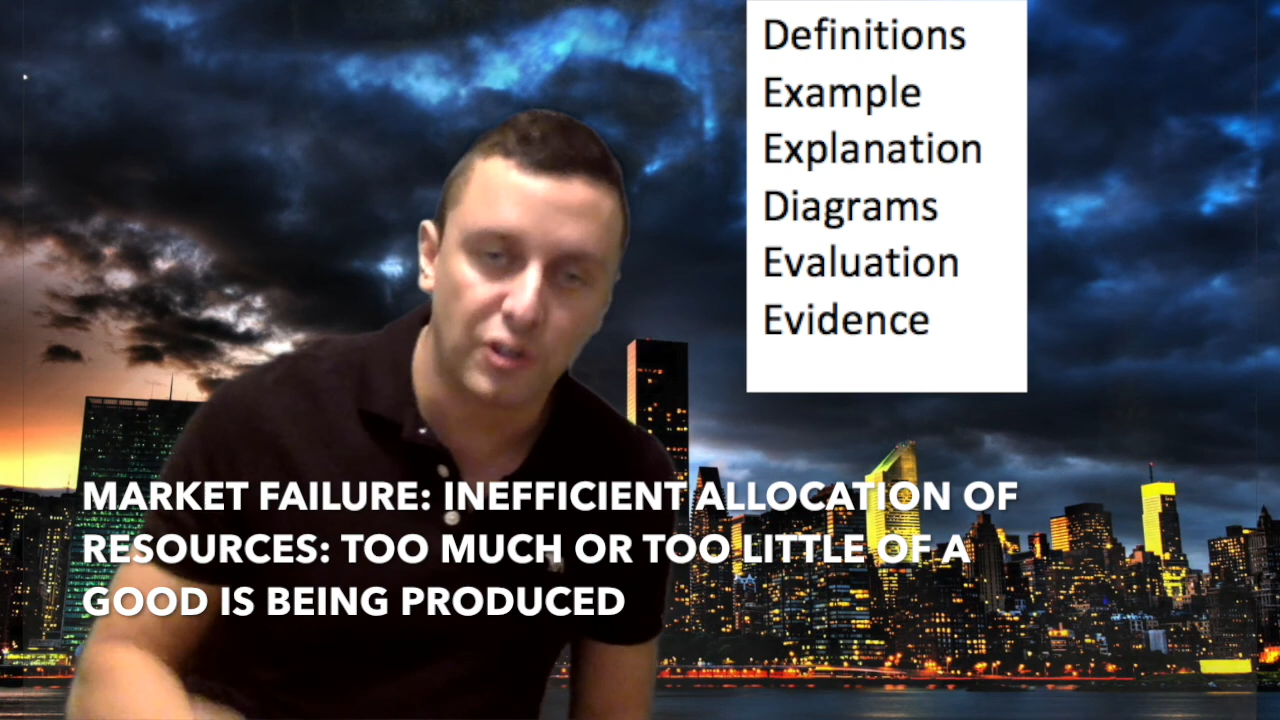 Definitions
Example
Explanation
Diagrams
Evaluation
Evidence
MARKET FAILURE: INEFFICIENT ALLOCATION OF
RESOURCES: TOO MUCH OR TOO LITTLE OF A
GOOD IS BEING PRODUCED